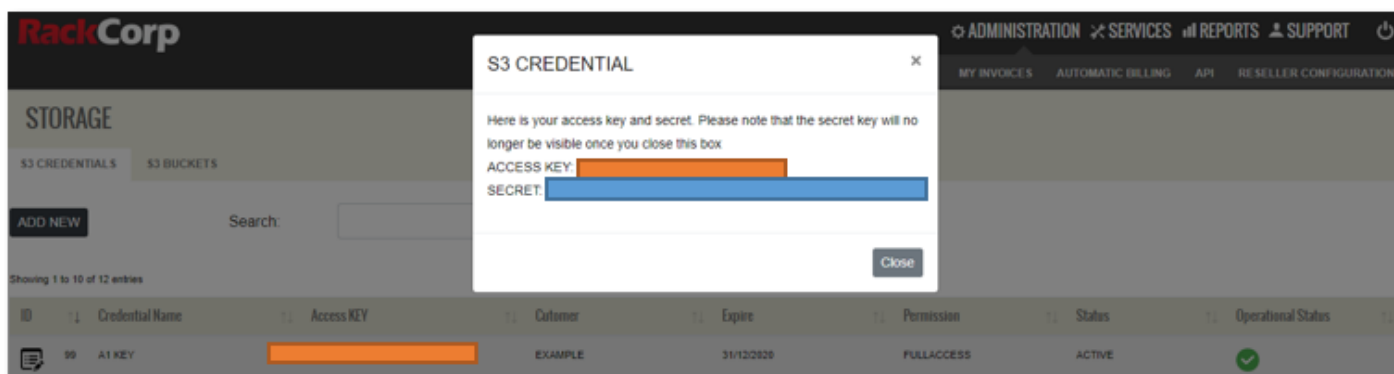 RackCorp
ADMINISTRATION SERVICES REPORTS SUPPORT
MY INVOICES AUTOMATIC BILLING API RESELLER CONFIGURATION
S3 CREDENTIAL ×
STORAGE
Here is your access key and secret. Please note that the secret key will no
longer be visible once you close this box
ACCESS KEY:
SECRET:
S3 CREDENTIALS S3 BUCKETS
ADD NEW Search:
Close
Showing 1 to 10 of 12 entries
ID Credential Name Access KEY Cutomer Expire Permission Status Operational Status
99 A1 KEY EXAMPLE 31/12/2020 FULLACCESS ACTIVE